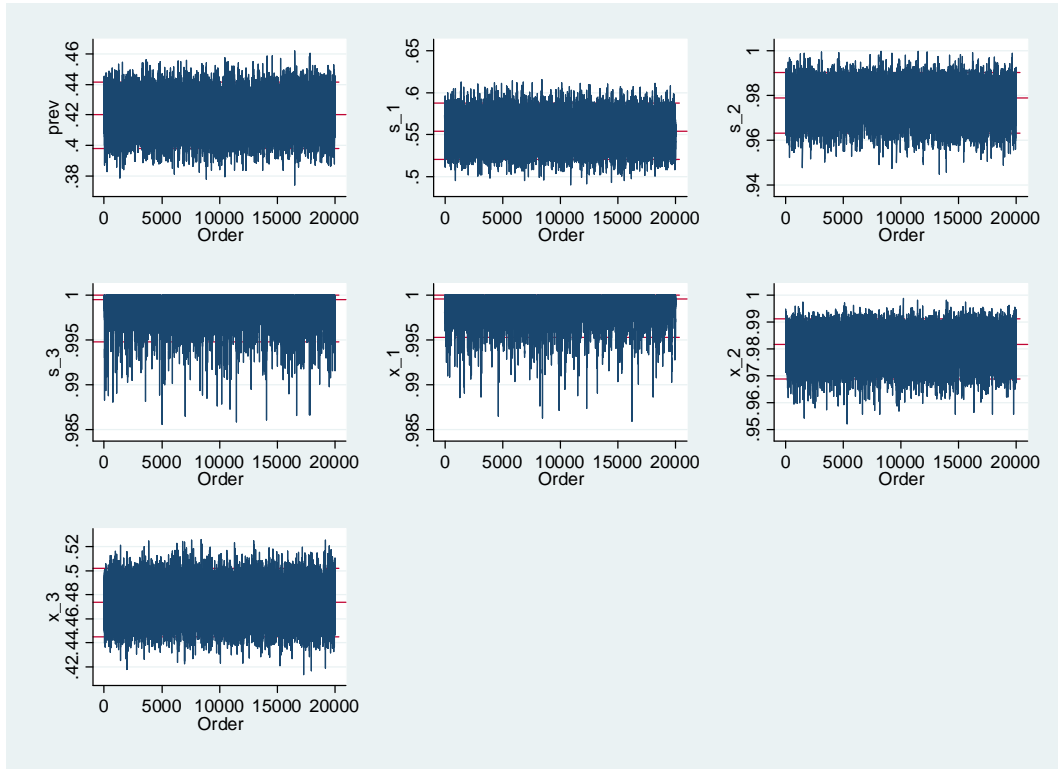 prev
.38 .4 .42 .44 .46
0 5000 10000 15000 20000
Order
s_1
.5 .55 .6 .65
0 5000 10000 15000 20000
Order
s_2
.94 .96 .98 1
0 5000 10000 15000 20000
Order
s_3
.985 .99 .995 1
0 5000 10000 15000 20000
Order
x_1
.985 .99 .995 1
0 5000 10000 15000 20000
Order
x_2
.95 .96 .97 .98 .99 1
0 5000 10000 15000 20000
Order
x_3
.42 .44 .46 .48 .5 .52
0 5000 10000 15000 20000
Order